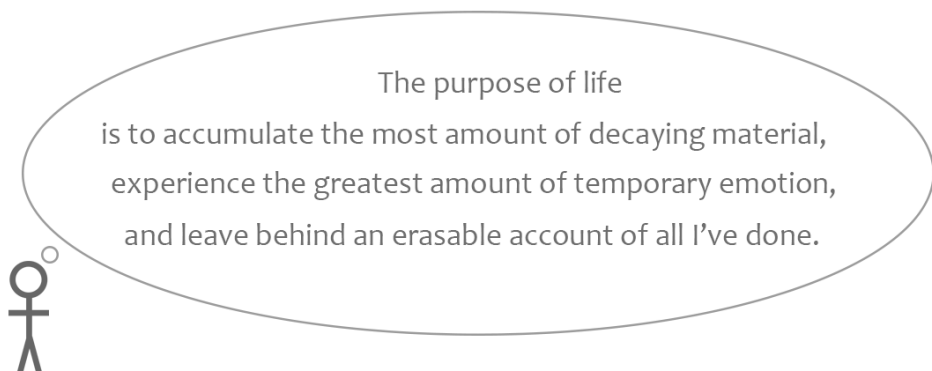 The purpose of life
is to accumulate the most amount of decaying material,
experience the greatest amount of temporary emotion,
and leave behind an erasable account of all I’ve done.